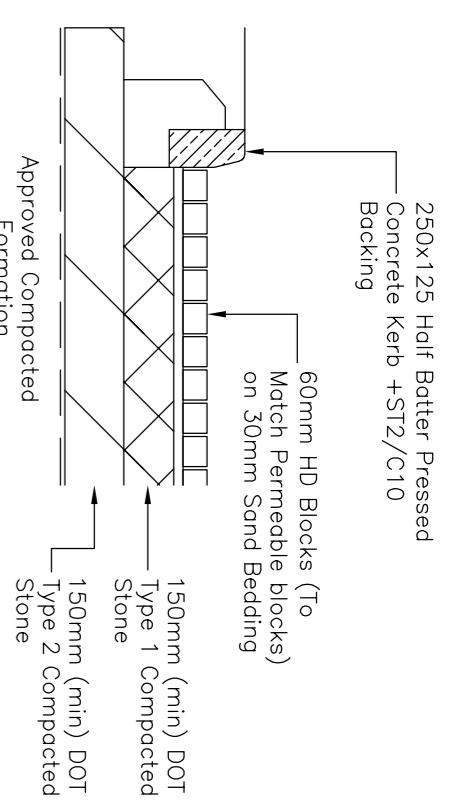 250x125 Half Batter Pressed
Concrete Kerb +ST2/C10
Backing
60mm HD Blocks (To
Match Permeable blocks)
on 30mm Sand Bedding
150mm (min) DOT
Type 1 Compacted
Stone
150mm (min) DOT
Type 2 Compacted
Stone
Approved Compacted
Formation